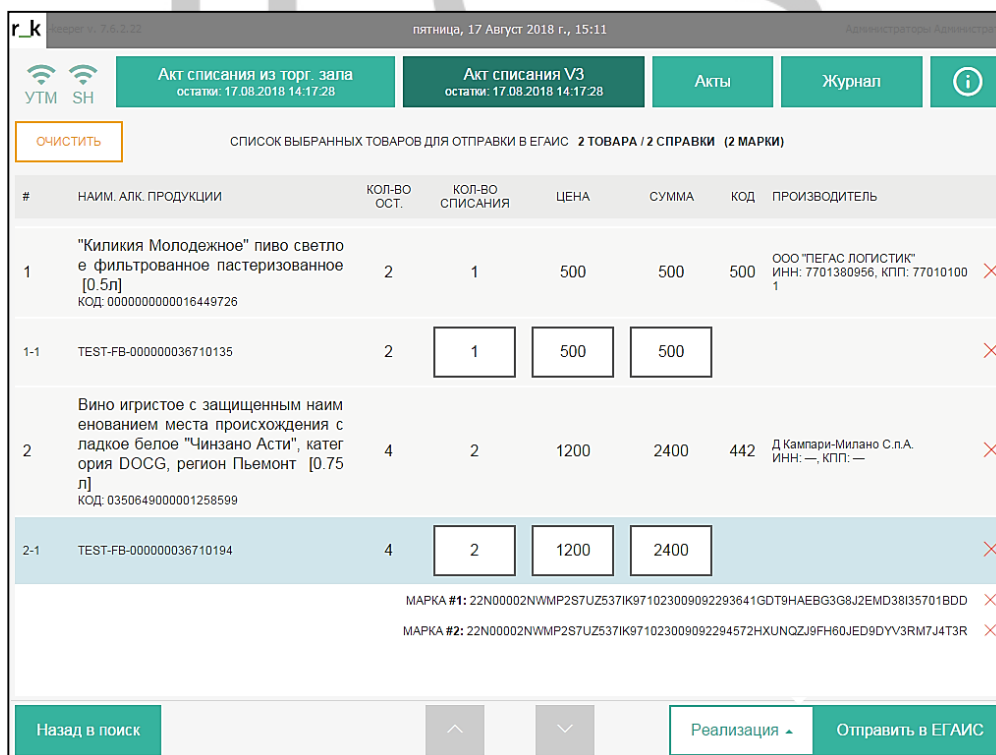 r_k keeper v. 7.6.2.22 пятница, 17 Август 2018 г., 15:11 Администраторы Администрат
УТМ SH
Акт списания из торг. зала
остатки: 17.08.2018 14:17:28
Акт списания V3
остатки: 17.08.2018 14:17:28
Акты
Журнал
ОЧИСТИТЬ
СПИСОК ВЫБРАННЫХ ТОВАРОВ ДЛЯ ОТПРАВКИ В ЕГАИС 2 ТОВАРА / 2 СПРАВКИ (2 МАРКИ)
# НАИМ. АЛК. ПРОДУКЦИИ КОЛ-ВО ОСТ. КОЛ-ВО СПИСАНИЯ ЦЕНА СУММА КОД ПРОИЗВОДИТЕЛЬ
"Киликия Молодежное" пиво светло
1 е фильтрованное пастеризованное 2 1 500 500 500 ООО "ПЕГАС ЛОГИСТИК"
[0.5л] ИНН: 7701380956, КПП: 77010100
КОД: 0000000000016449726 1
1-1 TEST-FB-000000036710135 2 1 500 500
Вино игристое с защищенным наим
енованием места происхождения с
2 ладкое белое "Чинзано Асти", катег 4 2 1200 2400 442 Д Кампари-Милано С.п.А.
ория DOCG, регион Пьемонт [0.75 ИНН: —, КПП: —
л]
КОД: 0350649000001258599
2-1 TEST-FB-000000036710194 4 2 1200 2400
МАРКА #1: 22N00002NWMP2S7UZ537IK971023009092293641GDT9HAEBG3G8J2EMD38I35701BDD
МАРКА #2: 22N00002NWMP2S7UZ537IK971023009092294572HXUNQZJ9FH60JED9DYV3RM7J4T3R
Назад в поиск
Реализация
Отправить в ЕГАИС